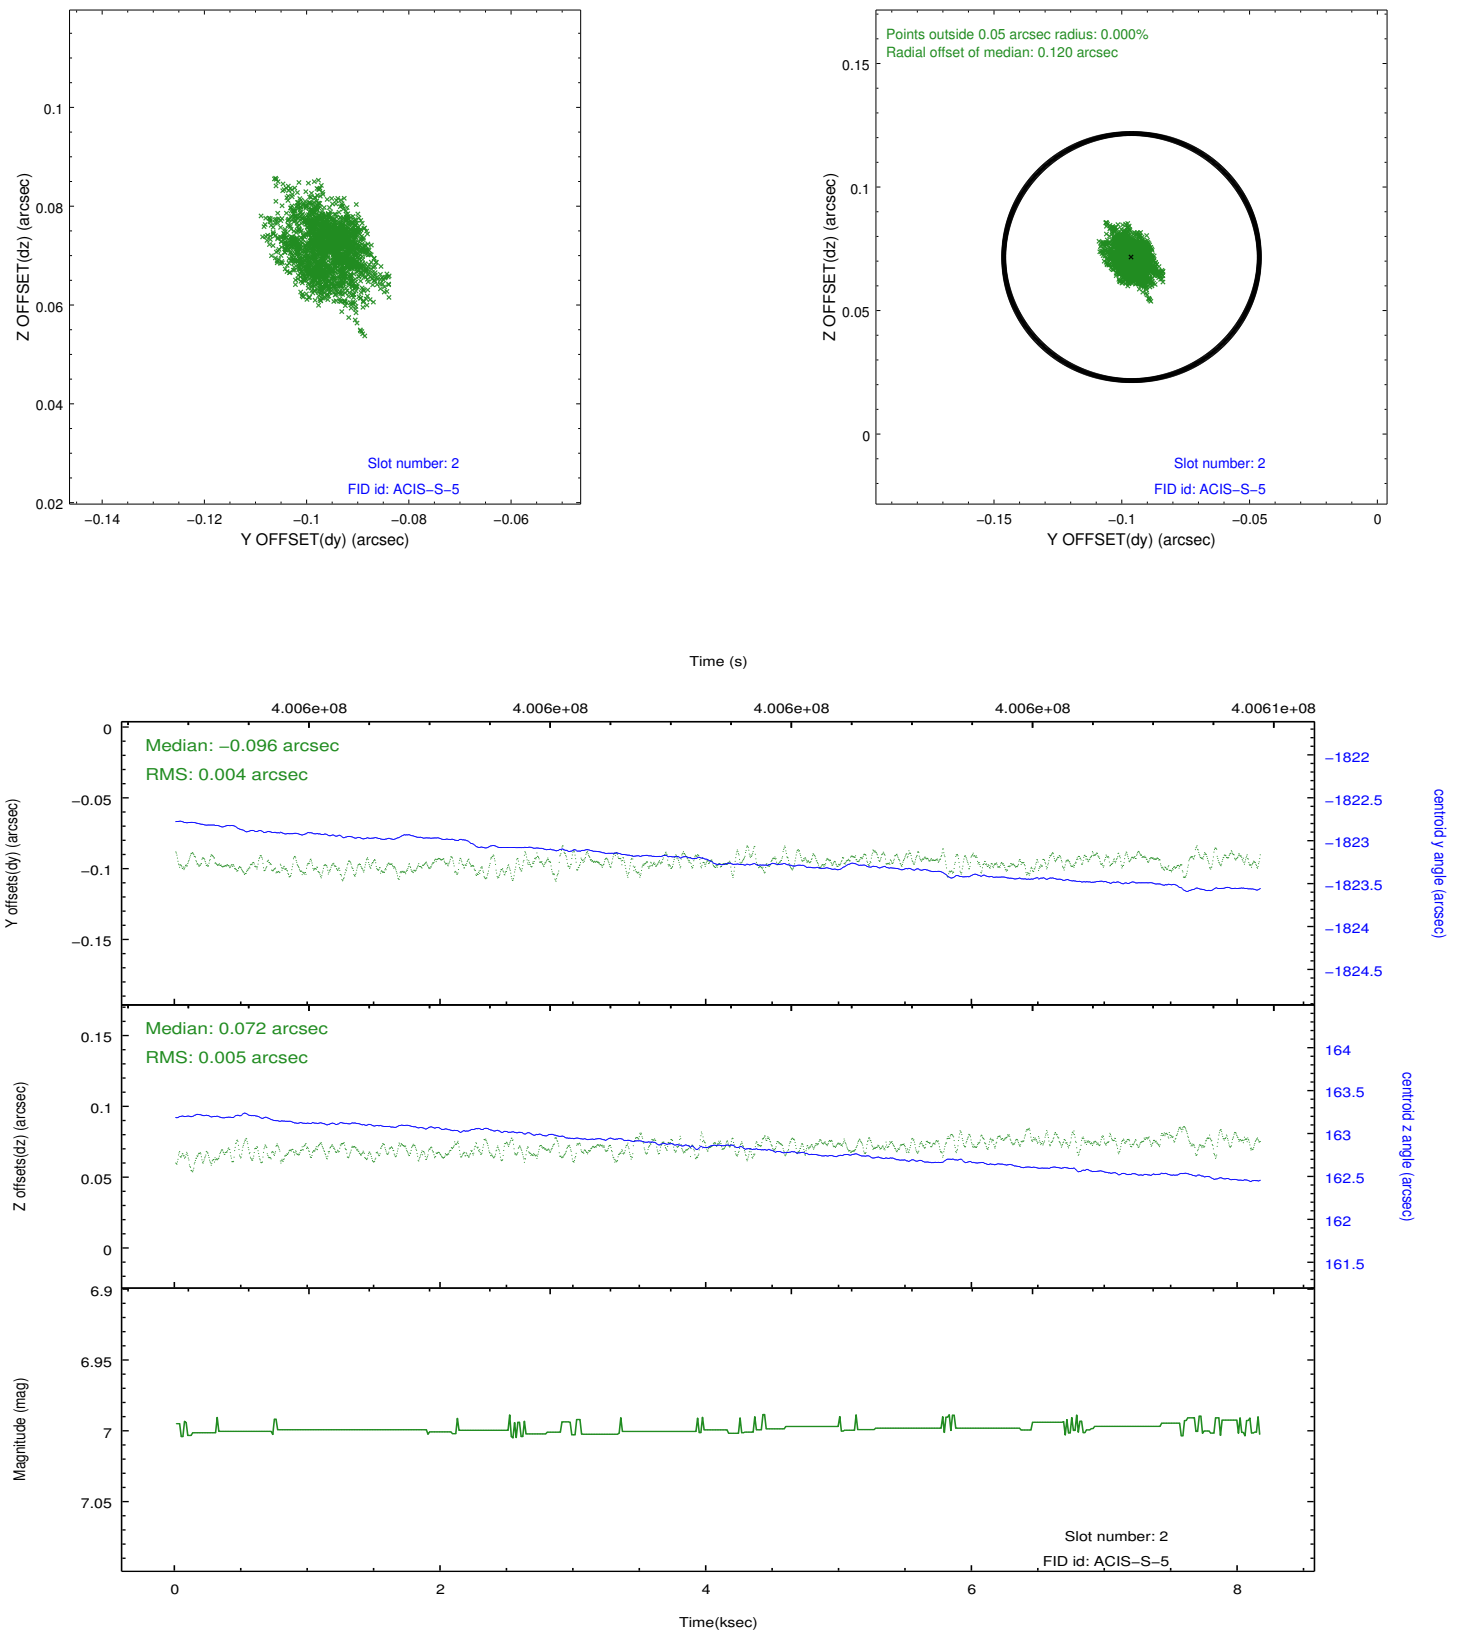 0.1
0.08
0.06
0.04
0.02
Z OFFSET(dz) (arcsec)
Slot number: 2
FID id: ACIS−S−5
−0.14 −0.12 −0.1 −0.08 −0.06
Y OFFSET(dy) (arcsec)
Points outside 0.05 arcsec radius: 0.000%
Radial offset of median: 0.120 arcsec
0.15
0.1
0.05
0
Z OFFSET(dz) (arcsec)
Slot number: 2
FID id: ACIS−S−5
−0.15 −0.1 −0.05 0
Y OFFSET(dy) (arcsec)
Time (s)
4.006e+08 4.006e+08 4.006e+08 4.006e+08 4.0061e+08
Median: −0.096 arcsec
RMS: 0.004 arcsec
0
−0.05
−0.1
−0.15
Y offsets(dy) (arcsec)
−1822
−1822.5
−1823
−1823.5
−1824
−1824.5
centroid y angle (arcsec)
Median: 0.072 arcsec
RMS: 0.005 arcsec
0.15
0.1
0.05
0
Z offsets(dz) (arcsec)
164
163.5
163
162.5
162
161.5
centroid z angle (arcsec)
6.9
6.95
7
7.05
Magnitude (mag)
Slot number: 2
FID id: ACIS−S−5
0 2 4 6 8
Time(ksec)